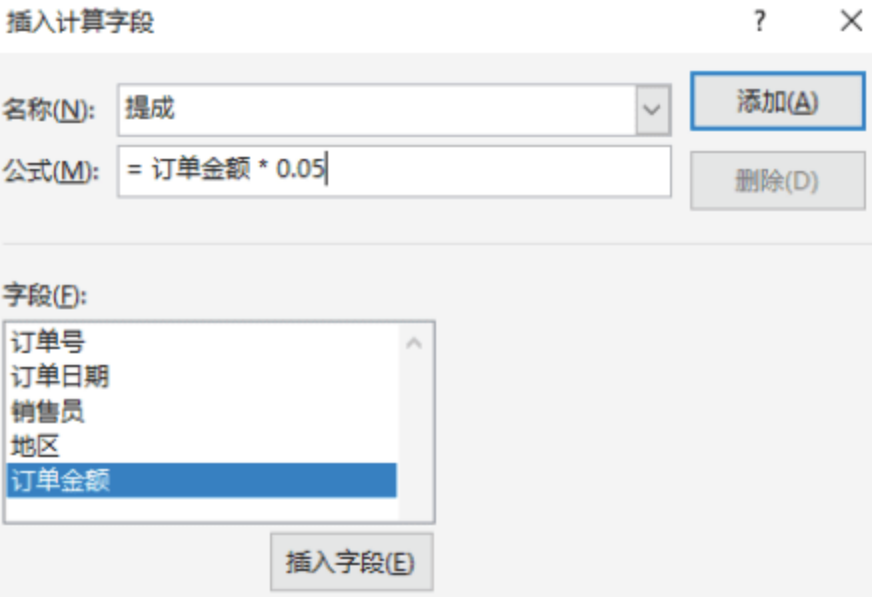 插入计算字段 ?
名称(N): 提成 添加(A)
公式(M): = 订单金额 * 0.05 删除(D)
字段(F):
订单号
订单日期
销售员
地区
订单金额
插入字段(E)